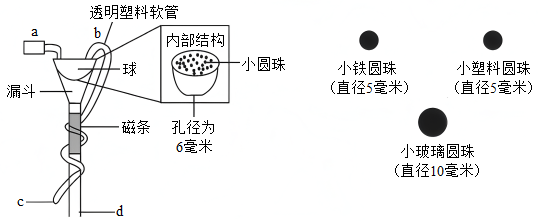 透明塑料软管
a
b
内部结构
球
小圆珠
漏斗
磁条
孔径为
6毫米
c
d
小铁圆珠
（直径5毫米）
小塑料圆珠
（直径5毫米）
小玻璃圆珠
（直径10毫米）